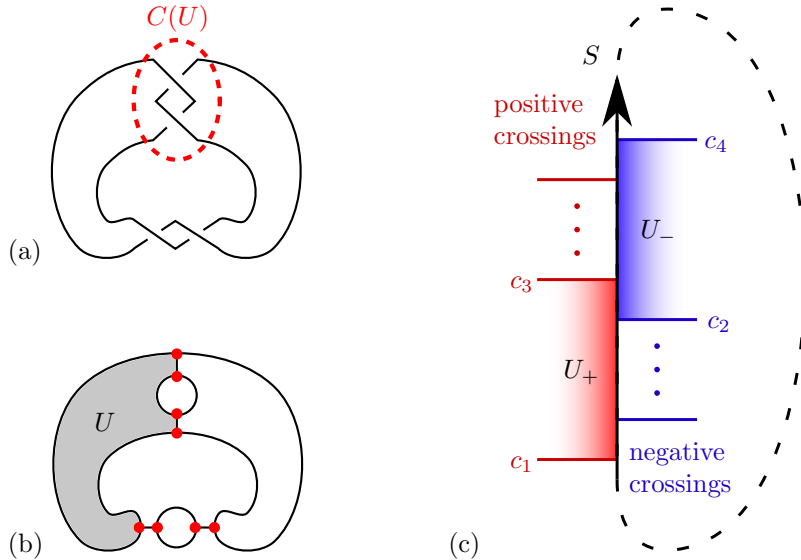 C(U)
(a)
U
(b)
S
positive
crossings
c₄
U₋
c₃
c₂
U₊
c₁
negative
crossings
(c)